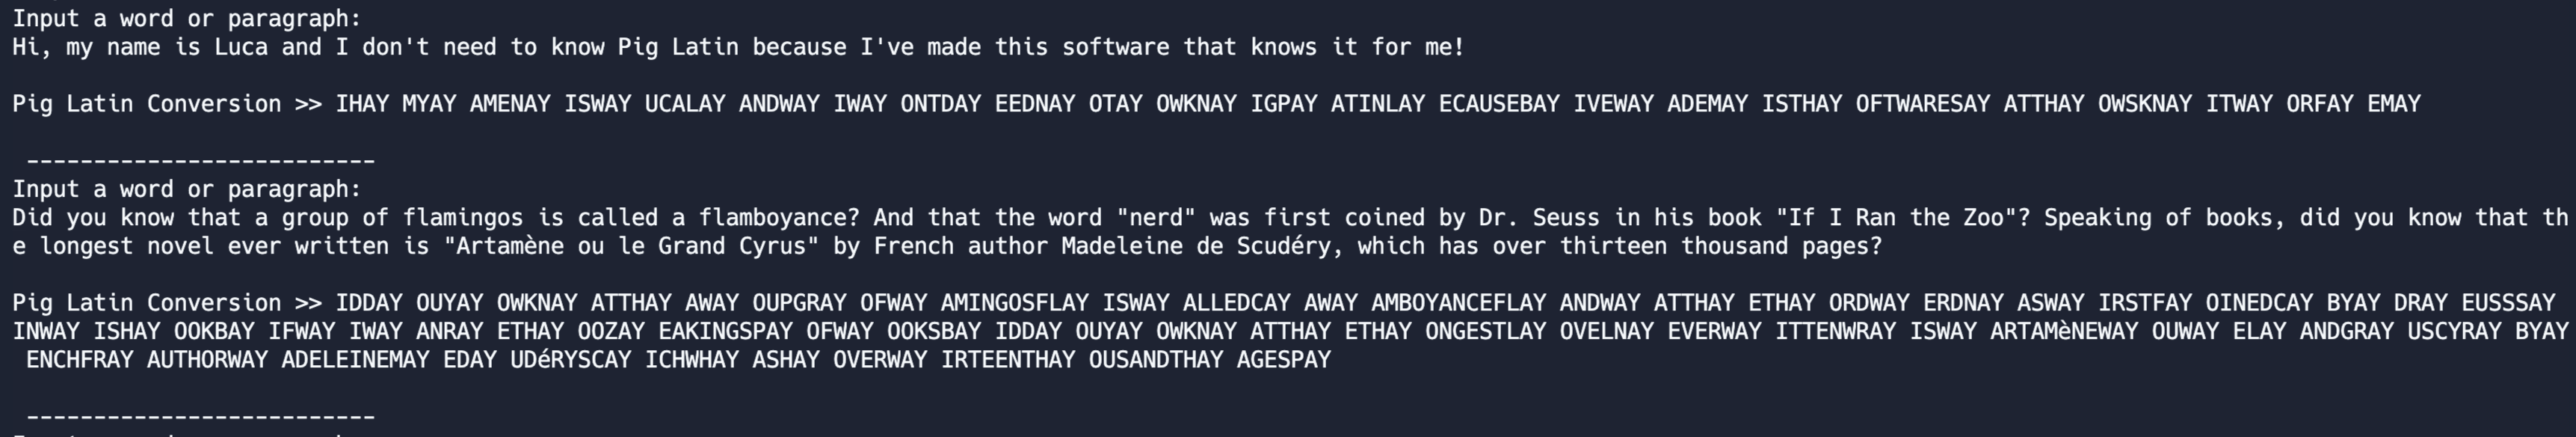 Input a word or paragraph:
Hi, my name is Luca and I don't need to know Pig Latin because I've made this software that knows it for me!
Pig Latin Conversion >> IHAY MYAY AMENAY ISWAY UCALAY ANDWAY IWAY ONTDAY EEDNAY OTAY OWKNAY IGPAY ATINLAY ECAUSEBAY IVEWAY ADEMAY ISTHAY OFTWARESAY ATTHAY OWSKNAY ITWAY ORFAY EMAY
-------------------------
Input a word or paragraph:
Did you know that a group of flamingos is called a flamboyance? And that the word "nerd" was first coined by Dr. Seuss in his book "If I Ran the Zoo"? Speaking of books, did you know that th
e longest novel ever written is "Artamène ou le Grand Cyrus" by French author Madeleine de Scudéry, which has over thirteen thousand pages?
Pig Latin Conversion >> IDDAY OUYAY OWKNAY ATTHAY AWAY OUPGRAY OFWAY AMINGOSFLAY ISWAY ALLEDCAY AWAY AMBOYANCEFLAY ANDWAY ATTHAY ETHAY ORDWAY ERDNAY ASWAY IRSTFAY OINEDCAY BYAY DRAY EUSSSAY
INWAY ISHAY OOKBAY IFWAY IWAY ANRAY ETHAY OOZAY EAKINGSPAY OFWAY OOKSBAY IDDAY OUYAY OWKNAY ATTHAY ETHAY ONGESTLAY OVELNAY EVERWAY ITTENWRAY ISWAY ARTAMèNEWAY OUWAY ELAY ANDGRAY USCYRAY BYAY
ENCHFRAY AUTHORWAY ADELEINEMAY EDAY UDéRYSCAY ICHWHAY ASHAY OVERWAY IRTEENTHAY OUSANDTHAY AGESPAY
-------------------------